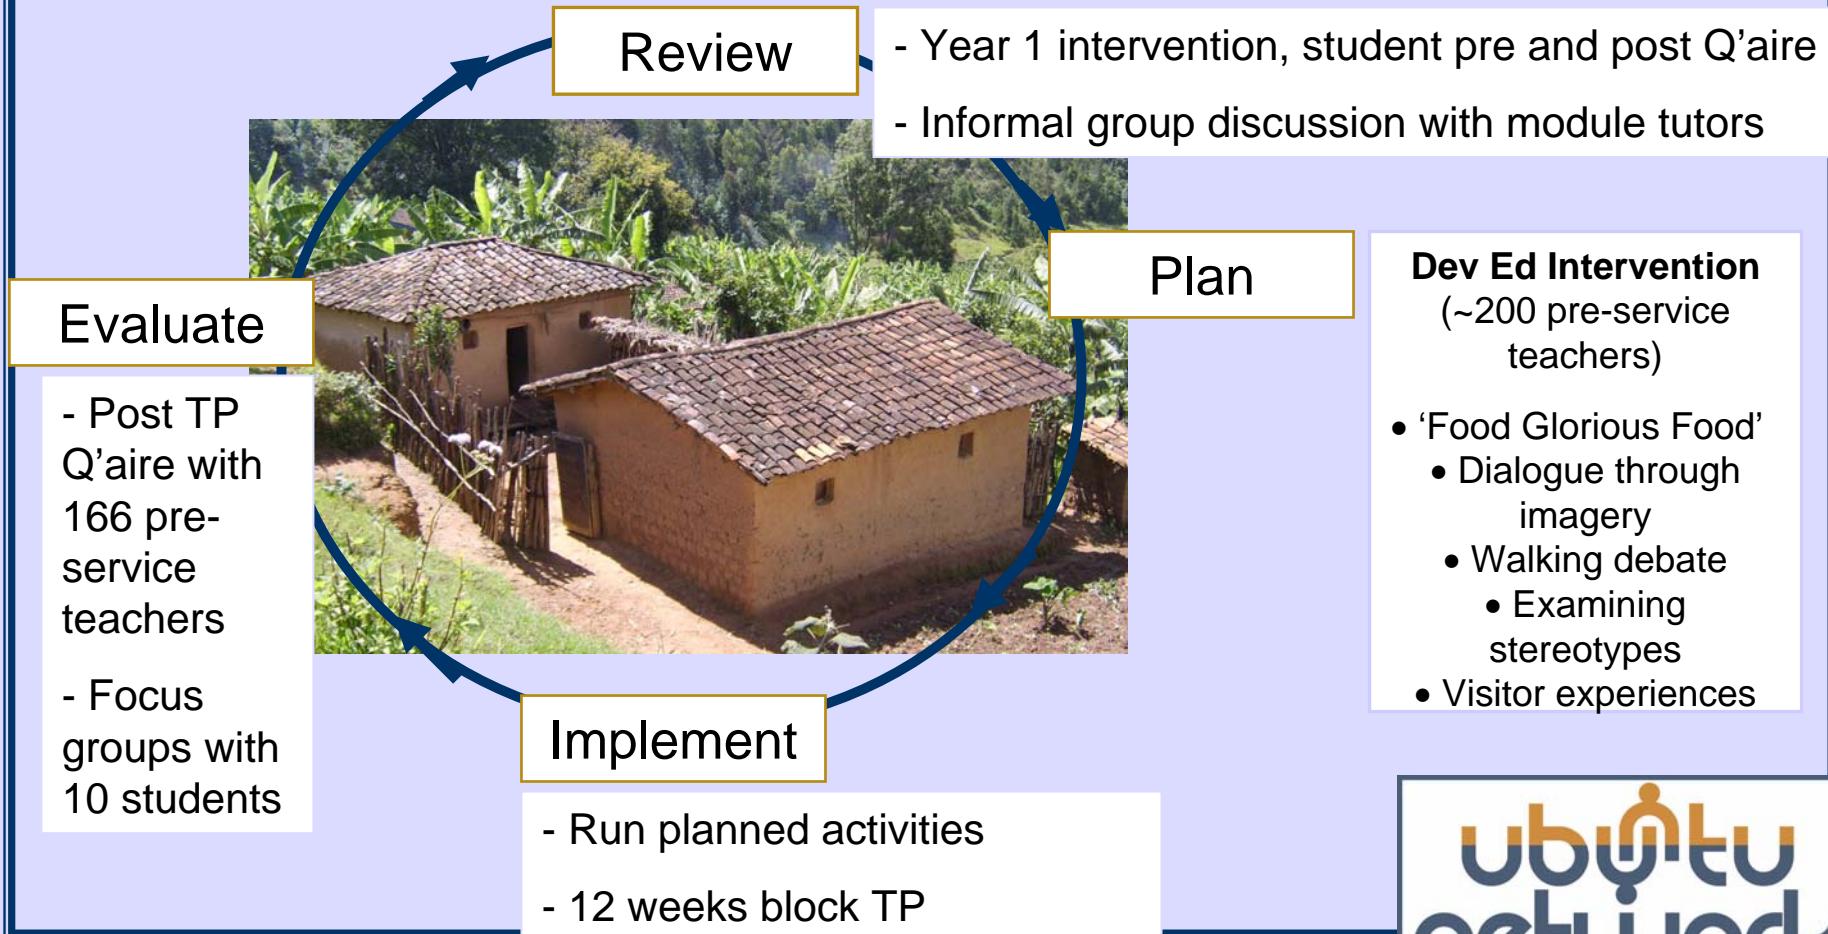 Review
- Year 1 intervention, student pre and post Q’aire
- Informal group discussion with module tutors
Plan
Dev Ed Intervention
(~200 pre-service
teachers)
• ‘Food Glorious Food’
• Dialogue through
imagery
• Walking debate
• Examining
stereotypes
• Visitor experiences
Evaluate
- Post TP
Q’aire with
166 pre-
service
teachers
- Focus
groups with
10 students
Implement
- Run planned activities
- 12 weeks block TP
ubuntu
network